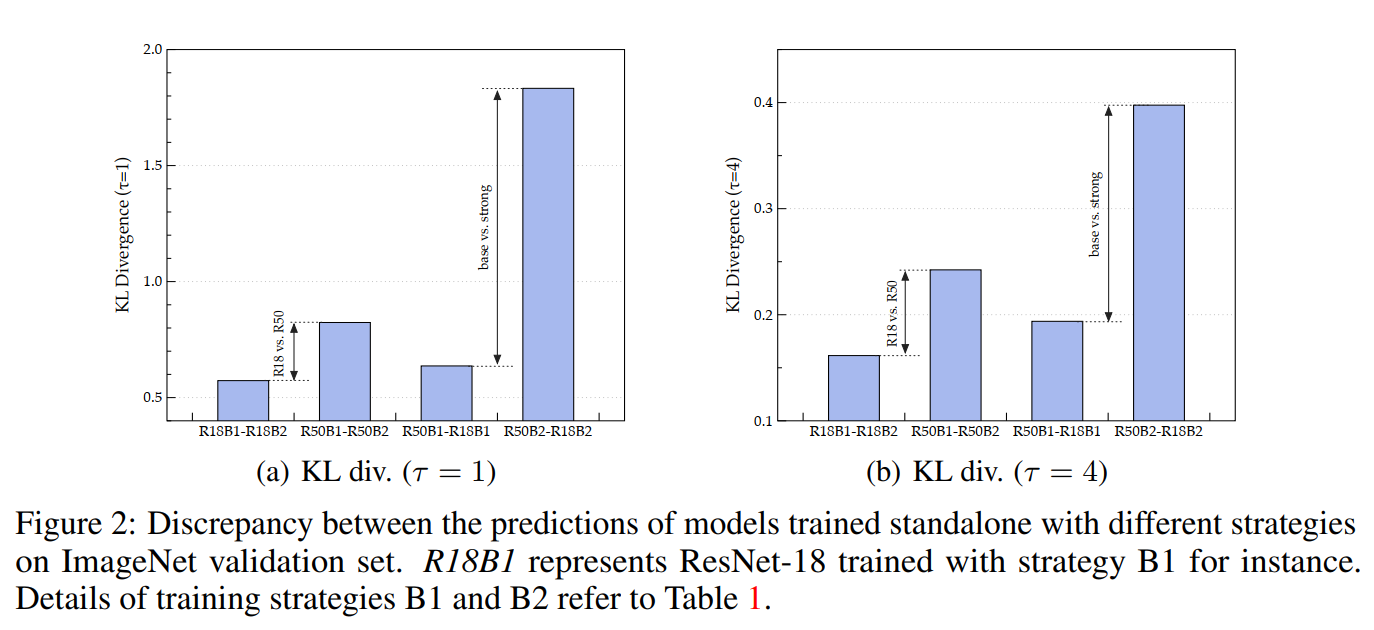 2.0
1.5
1.0
0.5
KL Divergence (τ=1)
R18 vs. R50
base vs. strong
R18B1-R18B2 R50B1-R50B2 R50B1-R18B1 R50B2-R18B2
(a) KL div. (τ = 1)
0.4
0.3
0.2
0.1
KL Divergence (τ=4)
R18 vs. R50
base vs. strong
R18B1-R18B2 R50B1-R50B2 R50B1-R18B1 R50B2-R18B2
(b) KL div. (τ = 4)
Figure 2: Discrepancy between the predictions of models trained standalone with different strategies
on ImageNet validation set. R18B1 represents ResNet-18 trained with strategy B1 for instance.
Details of training strategies B1 and B2 refer to Table 1.